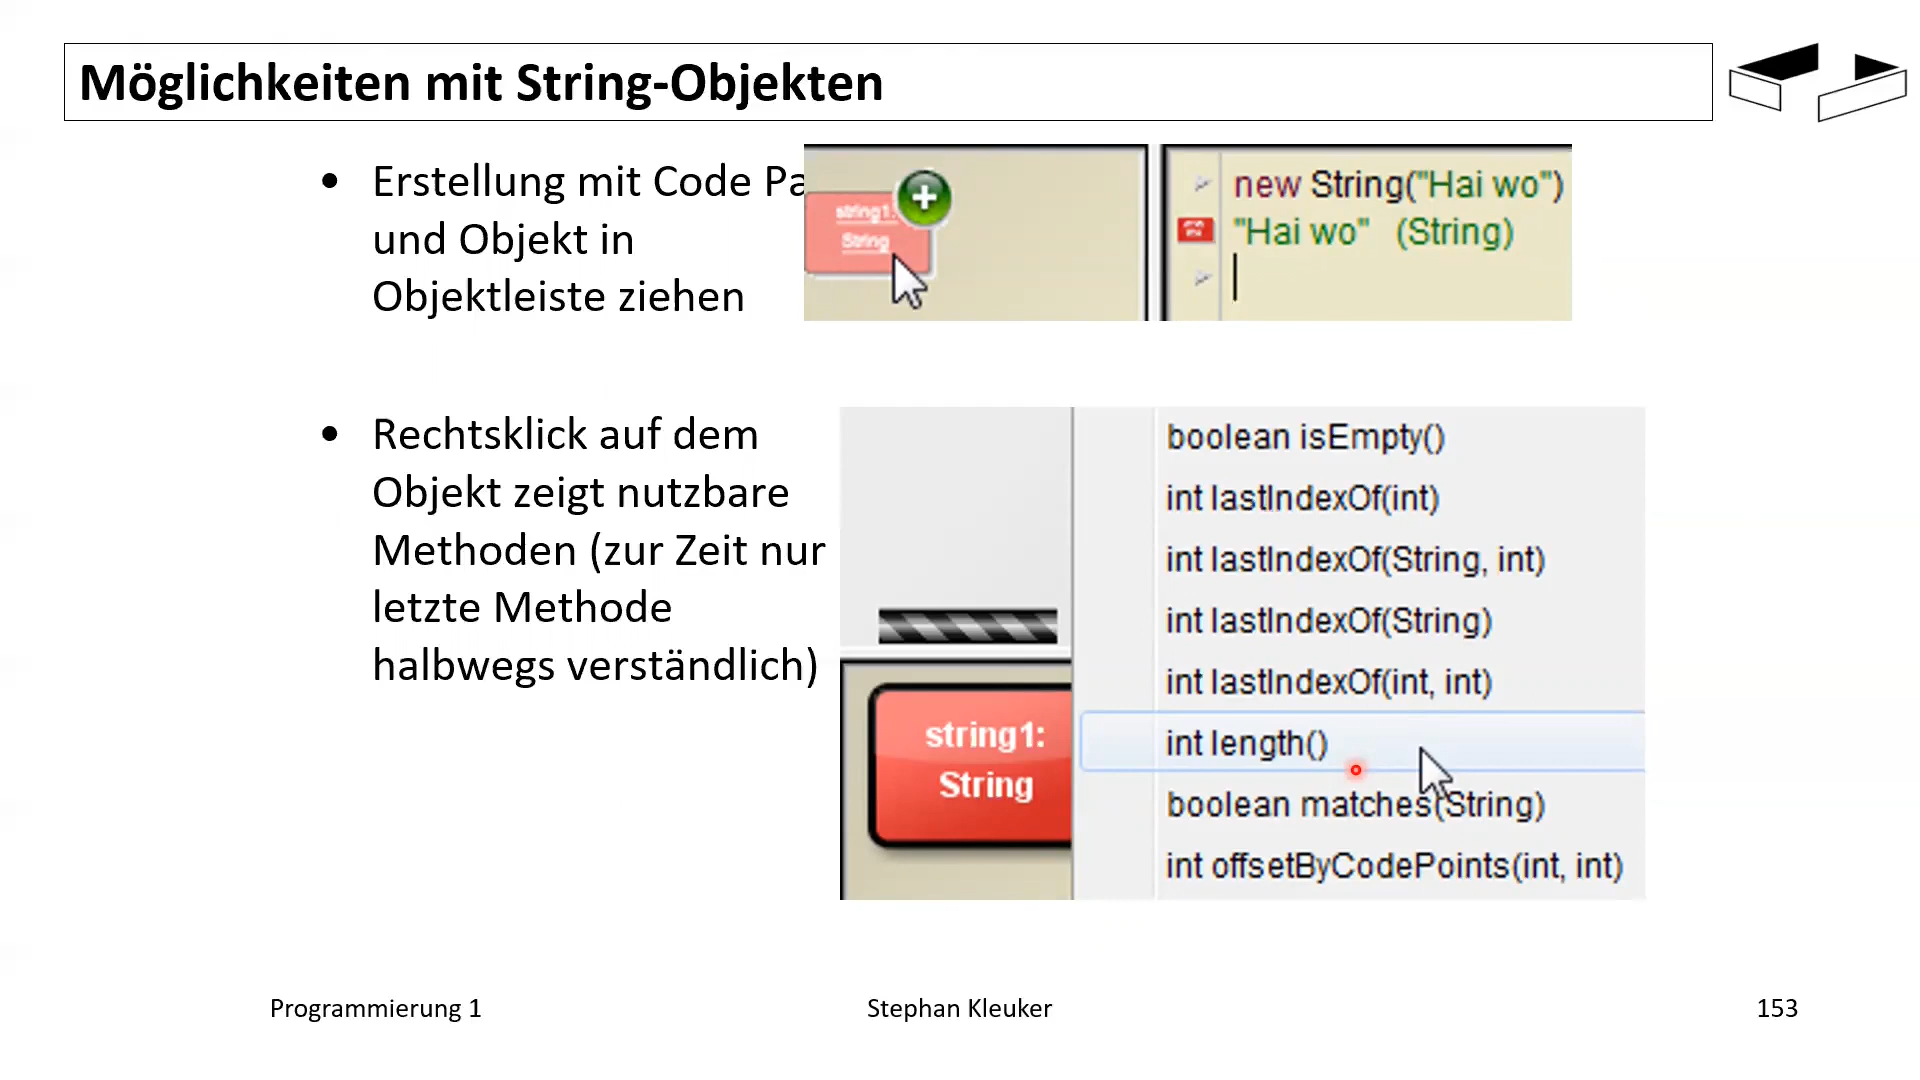 Möglichkeiten mit String-Objekten
• Erstellung mit Code Pa
und Objekt in
Objektleiste ziehen
string1:
String
new String("Hai wo")
"Hai wo" (String)
• Rechtsklick auf dem
Objekt zeigt nutzbare
Methoden (zur Zeit nur
letzte Methode
halbwegs verständlich)
string1:
String
boolean isEmpty()
int lastIndexOf(int)
int lastIndexOf(String, int)
int lastIndexOf(String)
int lastIndexOf(int, int)
int length()
boolean matches(String)
int offsetByCodePoints(int, int)
Programmierung 1
Stephan Kleuker
153